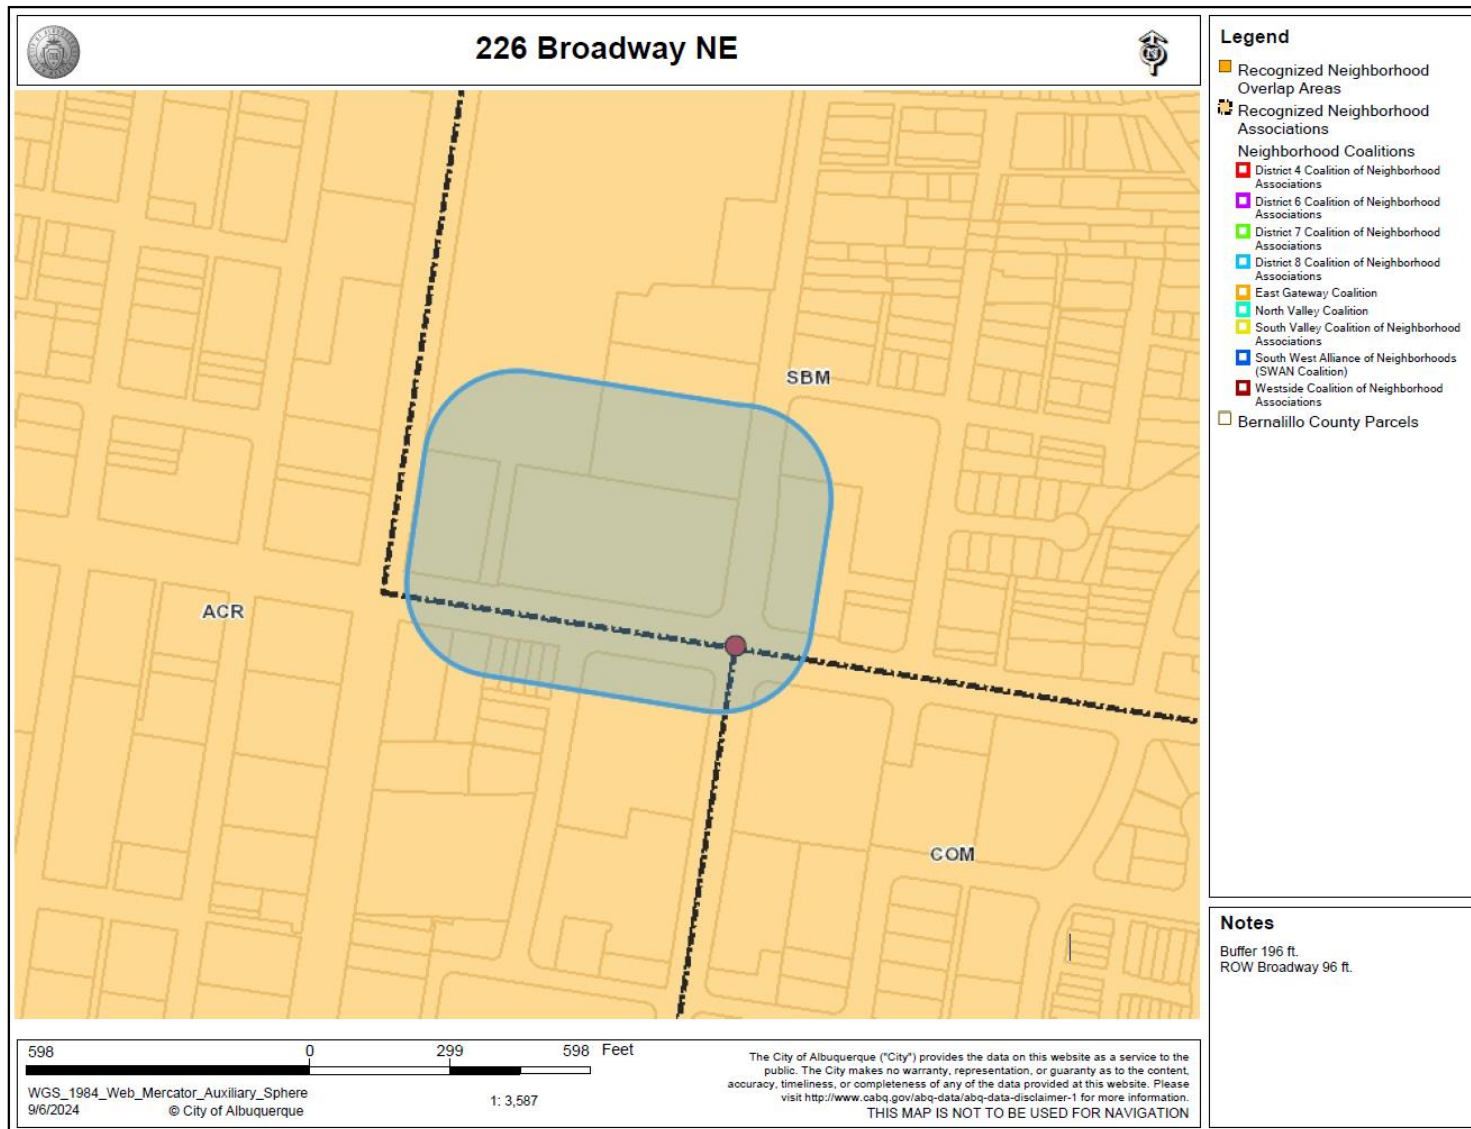 226 Broadway NE
SBM
ACR
COM
Legend
Recognized Neighborhood
Overlap Areas
Recognized Neighborhood
Associations
Neighborhood Coalitions
District 4 Coalition of Neighborhood
Associations
District 6 Coalition of Neighborhood
Associations
District 7 Coalition of Neighborhood
Associations
District 8 Coalition of Neighborhood
Associations
East Gateway Coalition
North Valley Coalition
South Valley Coalition of Neighborhood
Associations
South West Alliance of Neighborhoods
(SWAN Coalition)
Westside Coalition of Neighborhood
Associations
Bernalillo County Parcels
Notes
Buffer 196 ft.
ROW Broadway 96 ft.
598 0 299 598 Feet
WGS_1984_Web_Mercator_Auxiliary_Sphere
9/6/2024 © City of Albuquerque
1: 3,587
The City of Albuquerque ("City") provides the data on this website as a service to the
public. The City makes no warranty, representation, or guaranty as to the content,
accuracy, timeliness, or completeness of any of the data provided at this website. Please
visit http://www.cabq.gov/abq-data/abq-data-disclaimer-1 for more information.
THIS MAP IS NOT TO BE USED FOR NAVIGATION